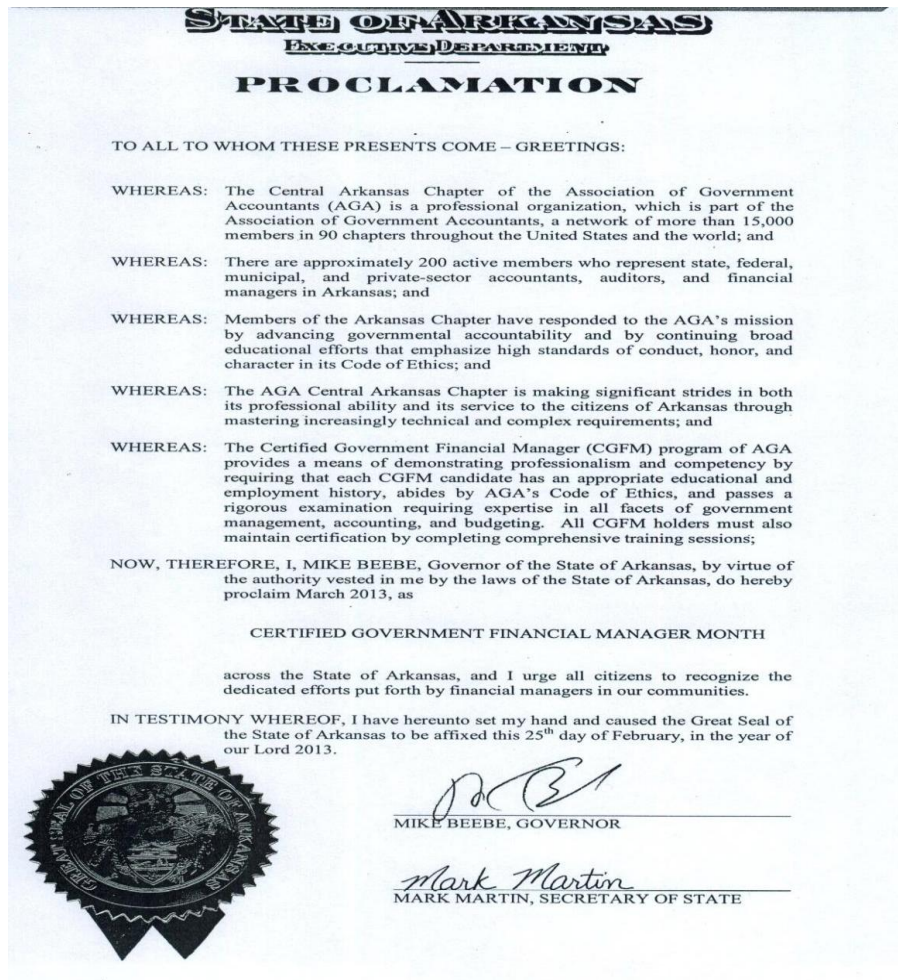 STATE OF ARKANSAS
EXECUTIVE DEPARTMENT
PROCLAMATION
TO ALL TO WHOM THESE PRESENTS COME – GREETINGS:
WHEREAS: The Central Arkansas Chapter of the Association of Government
Accountants (AGA) is a professional organization, which is part of the
Association of Government Accountants, a network of more than 15,000
members in 90 chapters throughout the United States and the world; and
WHEREAS: There are approximately 200 active members who represent state, federal,
municipal, and private-sector accountants, auditors, and financial
managers in Arkansas; and
WHEREAS: Members of the Arkansas Chapter have responded to the AGA's mission
by advancing governmental accountability and by continuing broad
educational efforts that emphasize high standards of conduct, honor, and
character in its Code of Ethics; and
WHEREAS: The AGA Central Arkansas Chapter is making significant strides in both
its professional ability and its service to the citizens of Arkansas through
mastering increasingly technical and complex requirements; and
WHEREAS: The Certified Government Financial Manager (CGFM) program of AGA
provides a means of demonstrating professionalism and competency by
requiring that each CGFM candidate has an appropriate educational and
employment history, abides by AGA's Code of Ethics, and passes a
rigorous examination requiring expertise in all facets of government
management, accounting, and budgeting. All CGFM holders must also
maintain certification by completing comprehensive training sessions;
NOW, THEREFORE, I, MIKE BEEBE, Governor of the State of Arkansas, by virtue of
the authority vested in me by the laws of the State of Arkansas, do hereby
proclaim March 2013, as
CERTIFIED GOVERNMENT FINANCIAL MANAGER MONTH
across the State of Arkansas, and I urge all citizens to recognize the
dedicated efforts put forth by financial managers in our communities.
IN TESTIMONY WHEREOF, I have hereunto set my hand and caused the Great Seal of
the State of Arkansas to be affixed this 25th day of February, in the year of
our Lord 2013.
GREAT SEAL OF THE STATE OF ARKANSAS
MIKE BEEBE, GOVERNOR
Mark Martin
MARK MARTIN, SECRETARY OF STATE